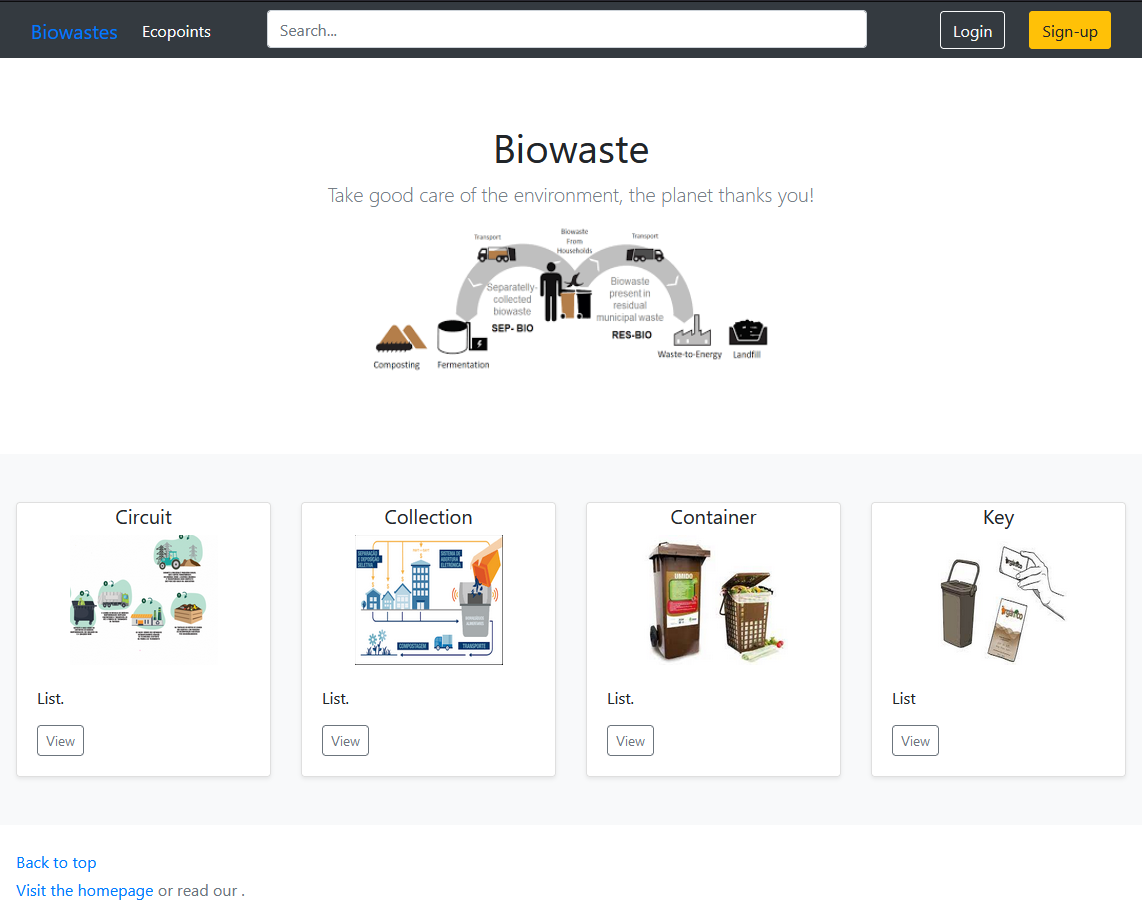 Biowastes Ecopoints Search... Login Sign-up
Biowaste
Take good care of the environment, the planet thanks you!
Transport
Biowaste
From
Households
Transport
Separatelly-
collected
biowaste
SEP- BIO
Biowaste
present in
residual
municipal waste
RES-BIO
Composting
Fermentation
Waste-to-Energy
Landfill
Circuit
List.
View
Collection
SEPARAÇÃO
E DEPOSIÇÃO
SELETIVA
SISTEMA DE
ABERTURA
ELETRÓNICA
COMPOSTAGEM
TRANSPORTE
List.
View
Container
UMIDO
List.
View
Key
List
View
Back to top
Visit the homepage or read our .